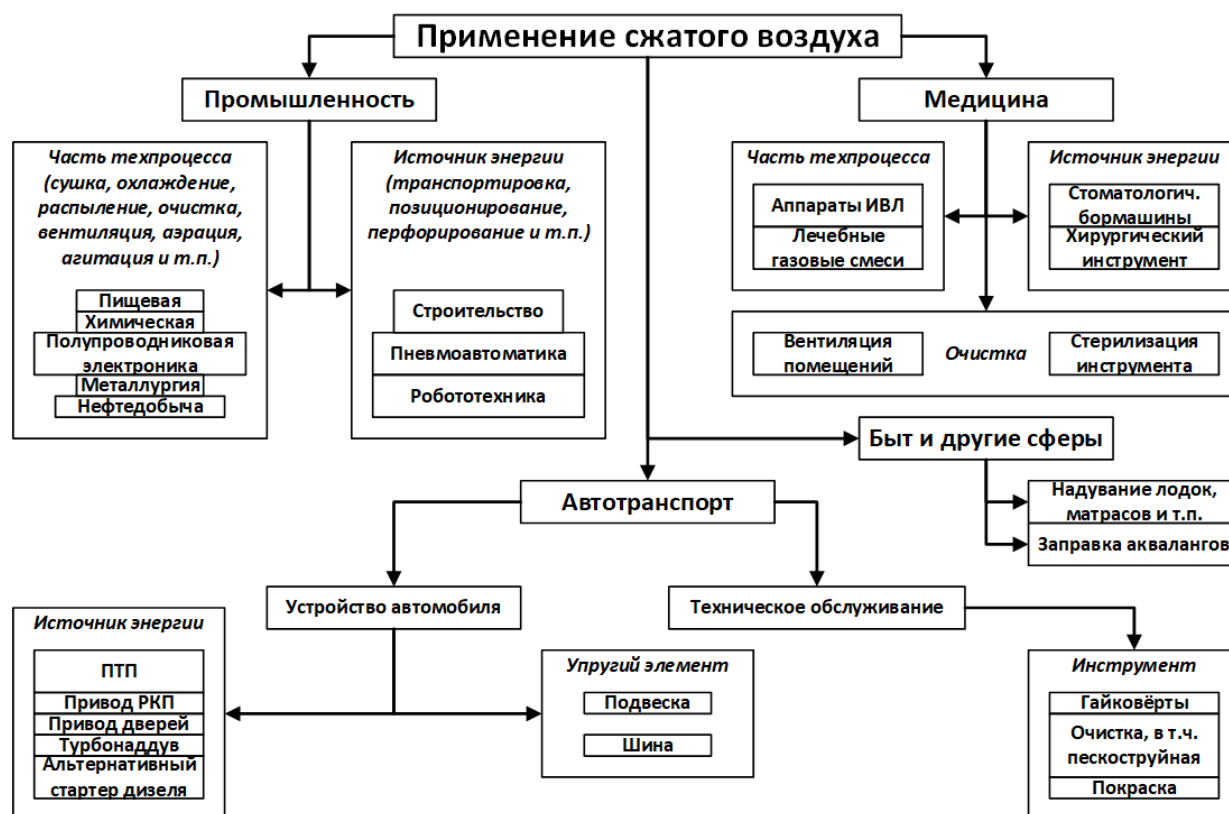 Применение сжатого воздуха
Промышленность
Медицина
Часть техпроцесса
(сушка, охлаждение,
распыление, очистка,
вентиляция, аэрация,
агитация и т.п.)
Пищевая
Химическая
Полупроводниковая
электроника
Металлургия
Нефтедобыча
Источник энергии
(транспортировка,
позиционирование,
перфорирование и т.п.)
Строительство
Пневмоавтоматика
Робототехника
Часть техпроцесса
Аппараты ИВЛ
Лечебные
газовые смеси
Источник энергии
Стоматологич.
бормашины
Хирургический
инструмент
Вентиляция
помещений
Очистка
Стерилизация
инструмента
Быт и другие сферы
Надувание лодок,
матрасов и т.п.
Заправка аквалангов
Автотранспорт
Устройство автомобиля
Техническое обслуживание
Источник энергии
ПТП
Привод РКП
Привод дверей
Турбонаддув
Альтернативный
стартер дизеля
Упругий элемент
Подвеска
Шина
Инструмент
Гайковёрты
Очистка, в т.ч.
пескоструйная
Покраска